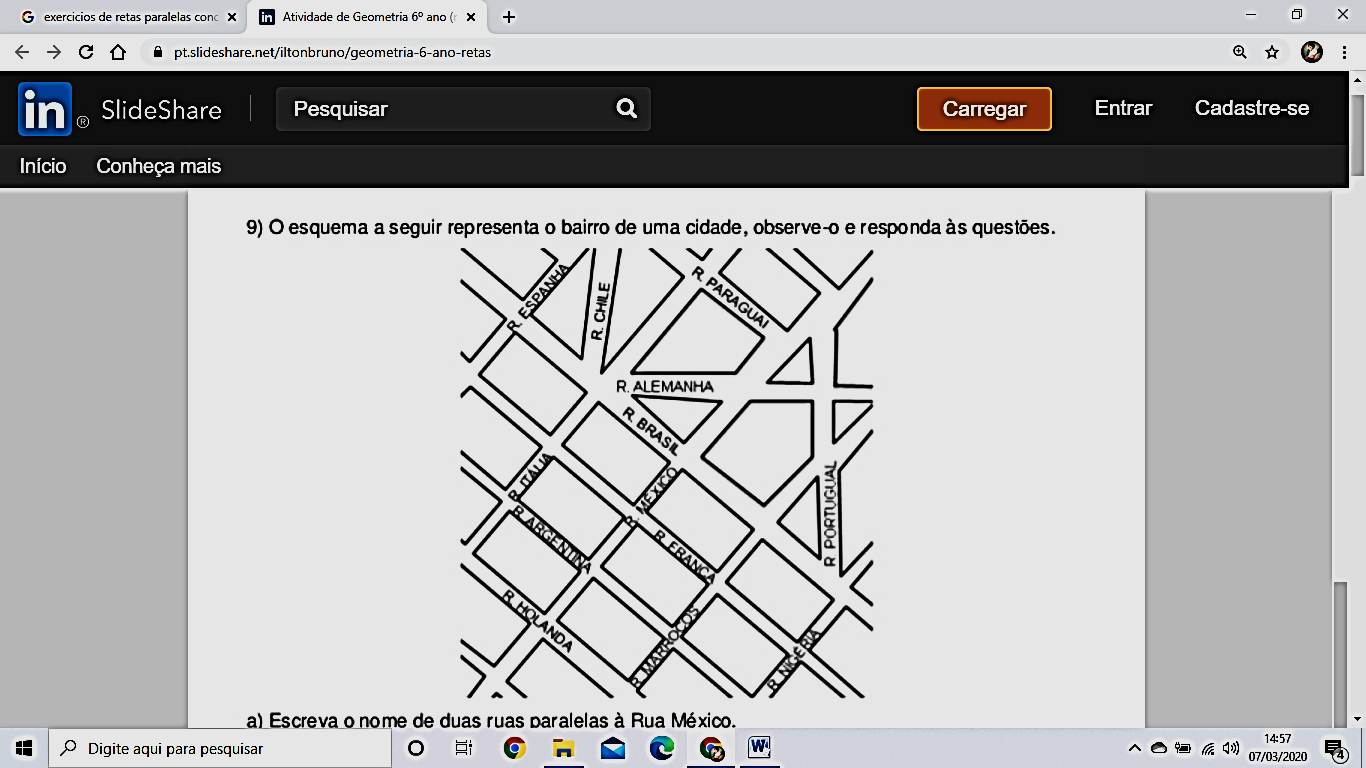 exercicios de retas paralelas conc
Atividade de Geometria 6º ano (r
pt.slideshare.net/iltonbruno/geometria-6-ano-retas
in ® SlideShare
Pesquisar
Carregar
Entrar
Cadastre-se
Início
Conheça mais
9) O esquema a seguir representa o bairro de uma cidade, observe-o e responda às questões.
R. ESPANHA
R. CHILE
R. PARAGUAI
R. ALEMANHA
R. BRASIL
R. ITÁLIA
R. MÉXICO
R. PORTUGUAL
R. ARGENTINA
R. FRANCA
R. HOLANDA
R. MARROCOS
R. NIGÉRIA
a) Escreva o nome de duas ruas paralelas à Rua México.
Digite aqui para pesquisar
14:57
07/03/2020
4